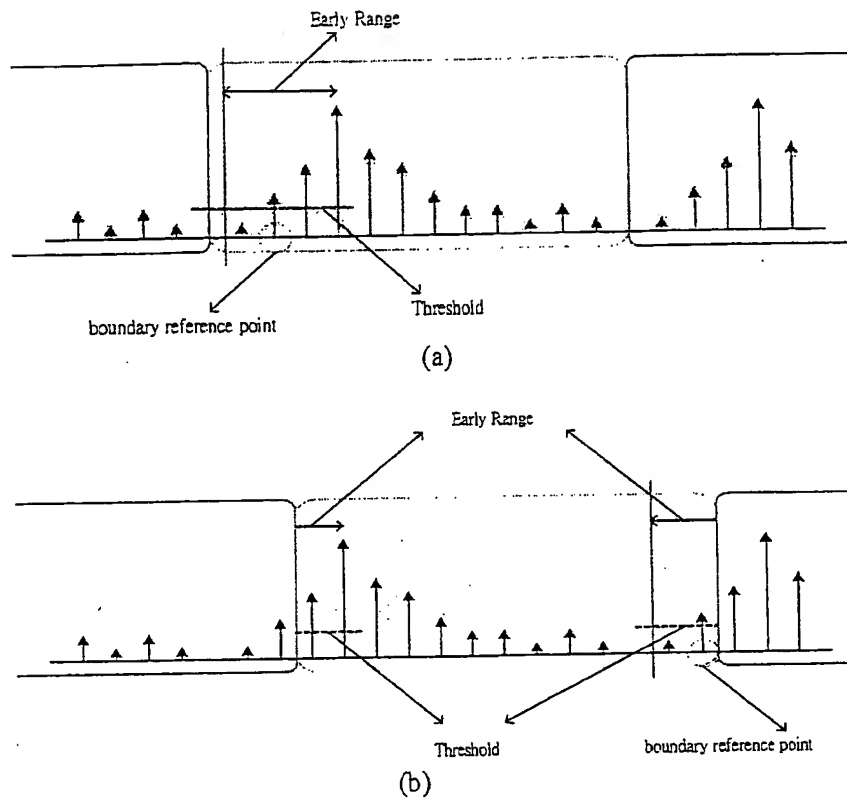 Early Range
Threshold
boundary reference point
(a)
Early Range
Threshold
boundary reference point
(b)